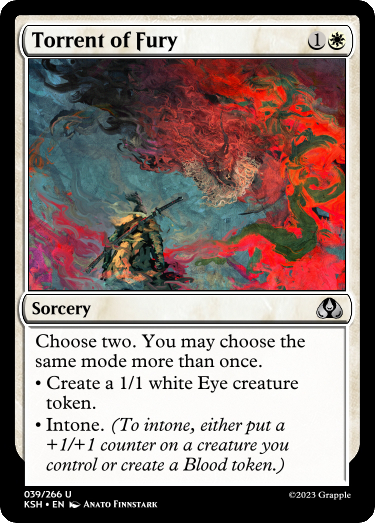 Torrent of Fury 1
Sorcery
Choose two. You may choose the
same mode more than once.
• Create a 1/1 white Eye creature
token.
• Intone. (To intone, either put a
+1/+1 counter on a creature you
control or create a Blood token.)
039/266 U
KSH • EN ANATO FINNSTARK ©2023 Grapple